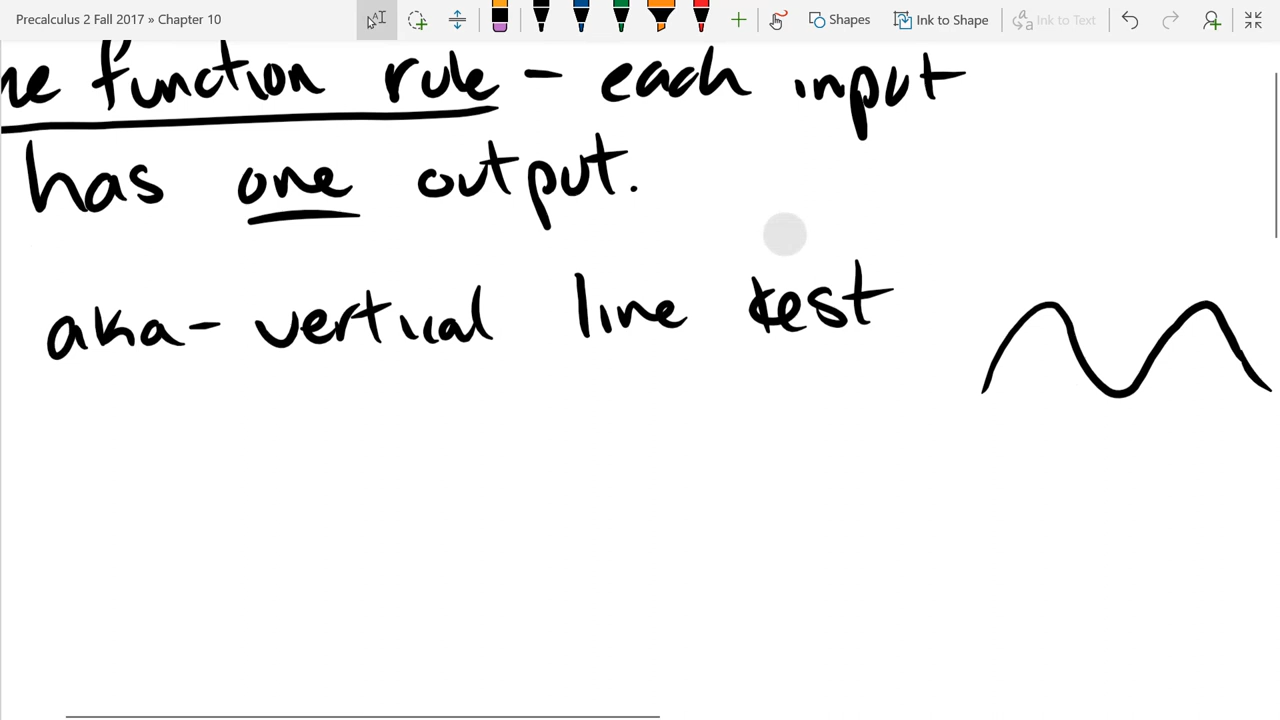 Precalculus 2 Fall 2017 » Chapter 10
Shapes
Ink to Shape
Ink to Text
function rule - each input
has one output.
aka - vertical line test